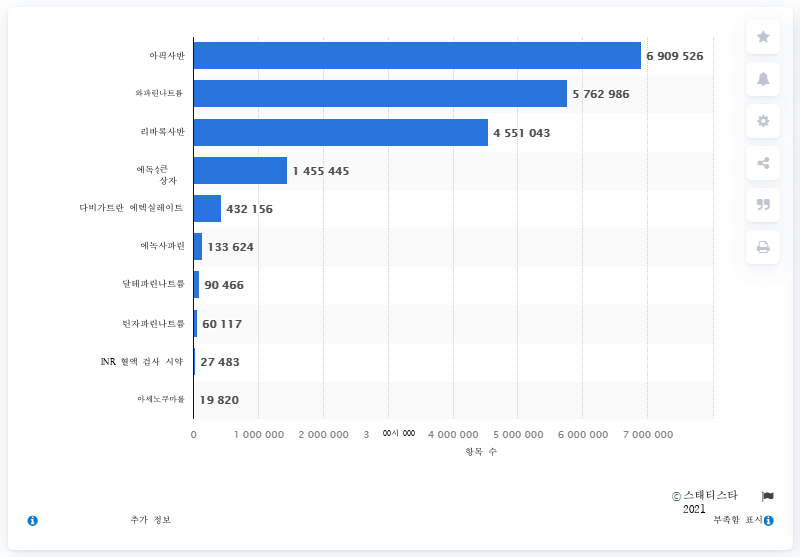 아픽사반
6 909 526
와파린나트륨
5 762 986
리바록사반
4 551 043
큰
상자
1 455 445
다비가트란 에텍실레이트
432 156
에녹사파린
133 624
달테파린나트륨
90 466
틴자파린나트륨
60 117
INR 혈액 검사 시약
27 483
아세노쿠마롤
19 820
0 1 000 000 2 000 000 3 00시 000 4 000 000 5 000 000 6 000 000 7 000 000
항목 수
© 스태티스타
2021
추가 정보
부족함 표시